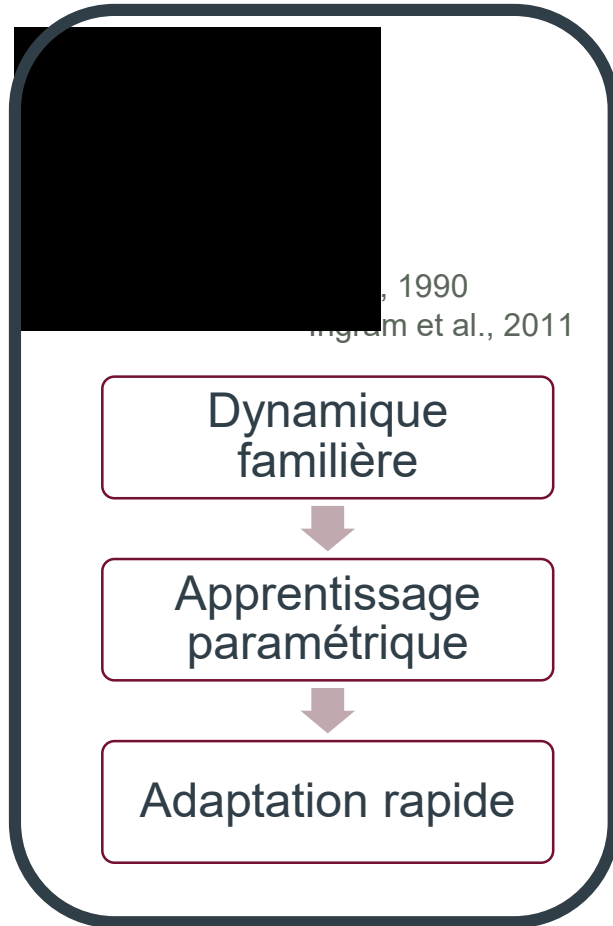 , 1990
Ingram et al., 2011
Dynamique
familière
Apprentissage
paramétrique
Adaptation rapide